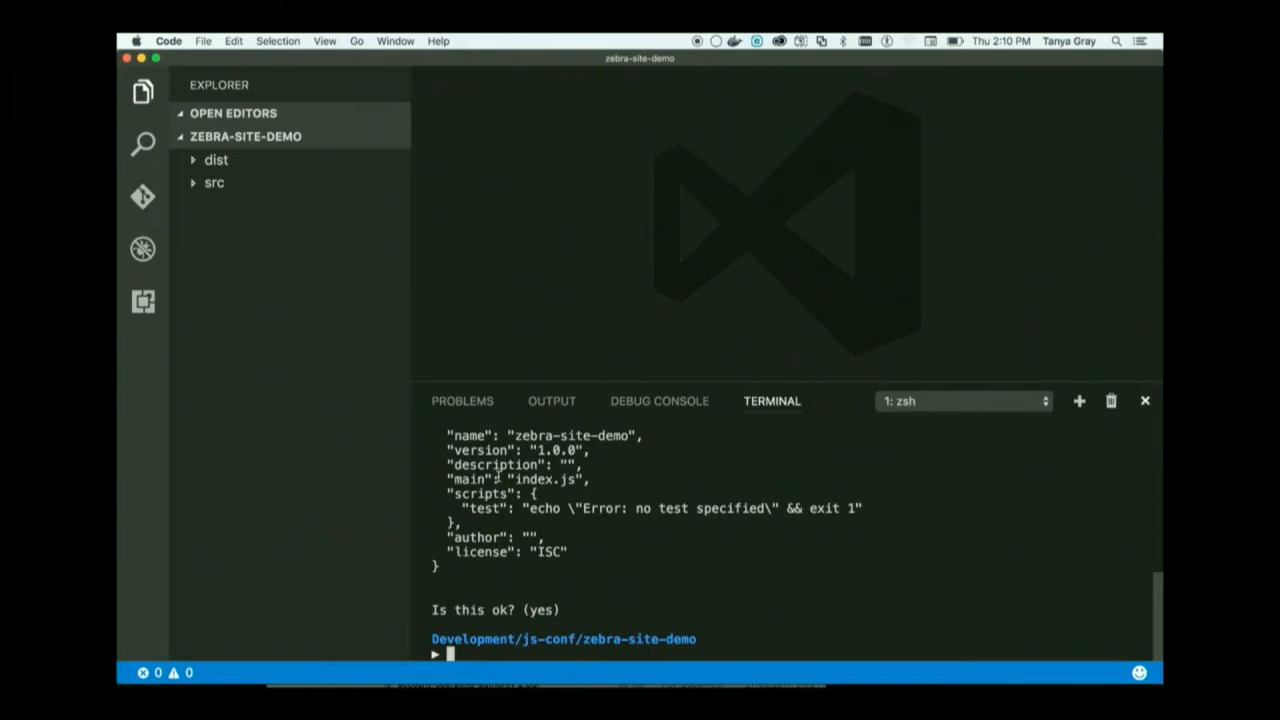 Code File Edit Selection View Go Window Help Thu 2:10 PM Tanya Gray
zebra-site-demo
EXPLORER
OPEN EDITORS
ZEBRA-SITE-DEMO
dist
src
PROBLEMS OUTPUT DEBUG CONSOLE TERMINAL 1: zsh
"name": "zebra-site-demo",
"version": "1.0.0",
"description": "",
"main": "index.js",
"scripts": {
"test": "echo \"Error: no test specified\" && exit 1"
},
"author": "",
"license": "ISC"
}
Is this ok? (yes)
Development/js-conf/zebra-site-demo
0 0